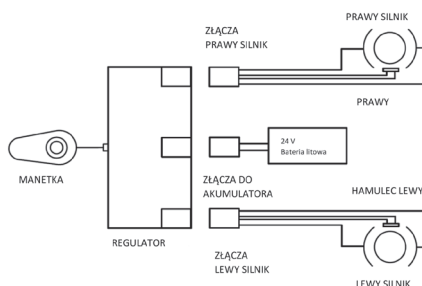 PRAWY SILNIK
ZŁĄCZA
PRAWY SILNIK
PRAWY
24 V
Bateria litowa
MANETKA
ZŁĄCZA DO
AKUMULATORA
HAMULEC LEWY
REGULATOR
ZŁĄCZA
LEWY SILNIK
LEWY SILNIK